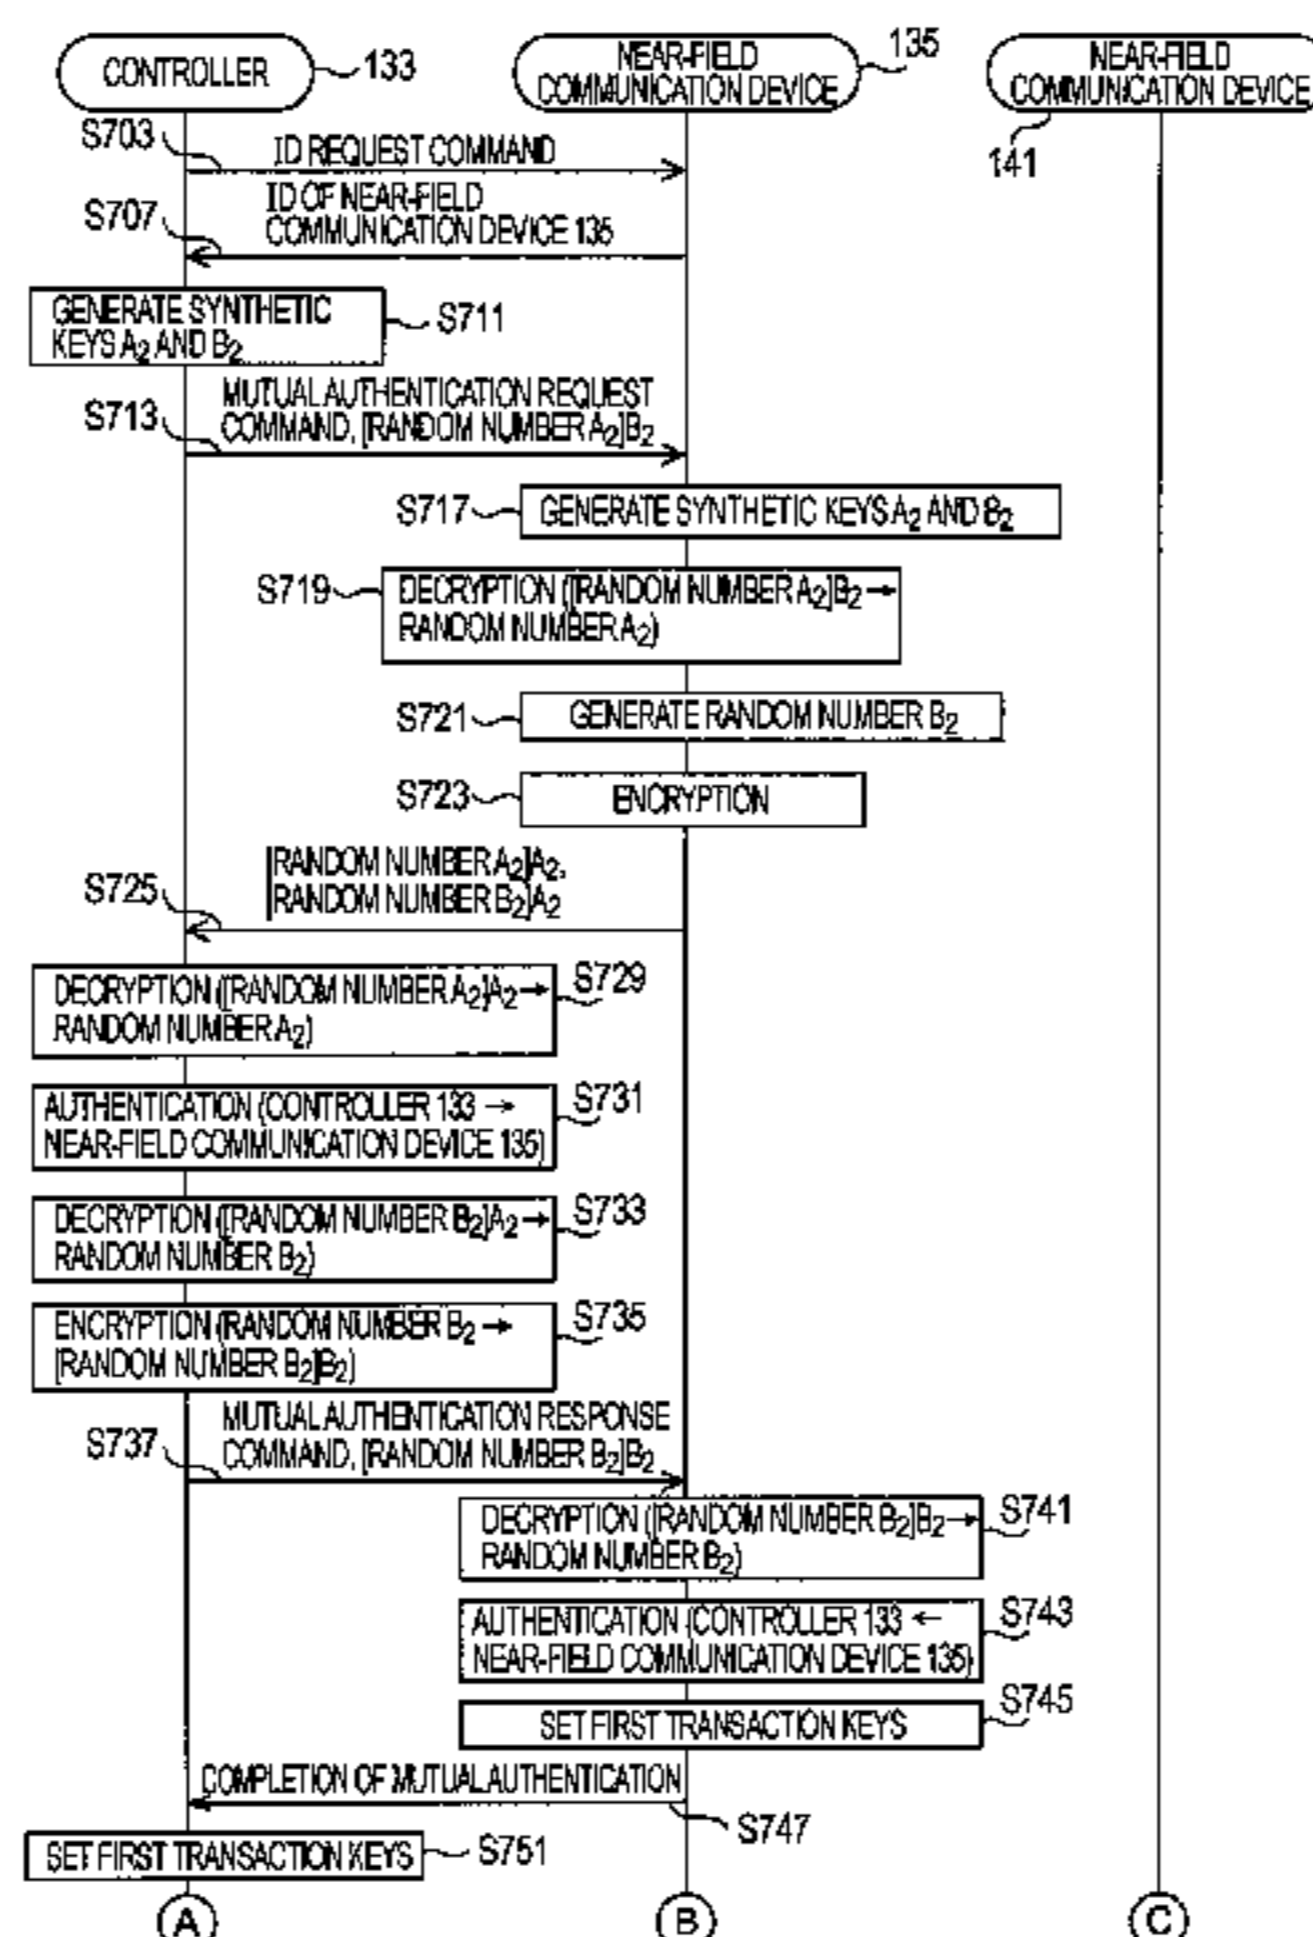 CONTROLLER
133
NEAR-FIELD
COMMUNICATION DEVICE
135
NEAR-FIELD
COMMUNICATION DEVICE
141
S703
ID REQUEST COMMAND
S707
ID OF NEAR-FIELD
COMMUNICATION DEVICE 135
GENERATE SYNTHETIC
KEYS A2 AND B2
S711
S713
MUTUAL AUTHENTICATION REQUEST
COMMAND, [RANDOM NUMBER A2]B2
S717
GENERATE SYNTHETIC KEYS A2 AND B2
S719
DECRYPTION ([RANDOM NUMBER A2]B2 →
RANDOM NUMBER A2)
S721
GENERATE RANDOM NUMBER B2
S723
ENCRYPTION
S725
[RANDOM NUMBER A2]A2,
[RANDOM NUMBER B2]A2
DECRYPTION ([RANDOM NUMBER A2]A2 →
RANDOM NUMBER A2)
S729
AUTHENTICATION (CONTROLLER 133 →
NEAR-FIELD COMMUNICATION DEVICE 135)
S731
DECRYPTION ([RANDOM NUMBER B2]A2 →
RANDOM NUMBER B2)
S733
ENCRYPTION (RANDOM NUMBER B2 →
[RANDOM NUMBER B2]B2)
S735
S737
MUTUAL AUTHENTICATION RESPONSE
COMMAND, [RANDOM NUMBER B2]B2
DECRYPTION ([RANDOM NUMBER B2]B2 →
RANDOM NUMBER B2)
S741
AUTHENTICATION (CONTROLLER 133 ←
NEAR-FIELD COMMUNICATION DEVICE 135)
S743
SET FIRST TRANSACTION KEYS
S745
COMPLETION OF MUTUAL AUTHENTICATION
S747
SET FIRST TRANSACTION KEYS
S751
A
B
C